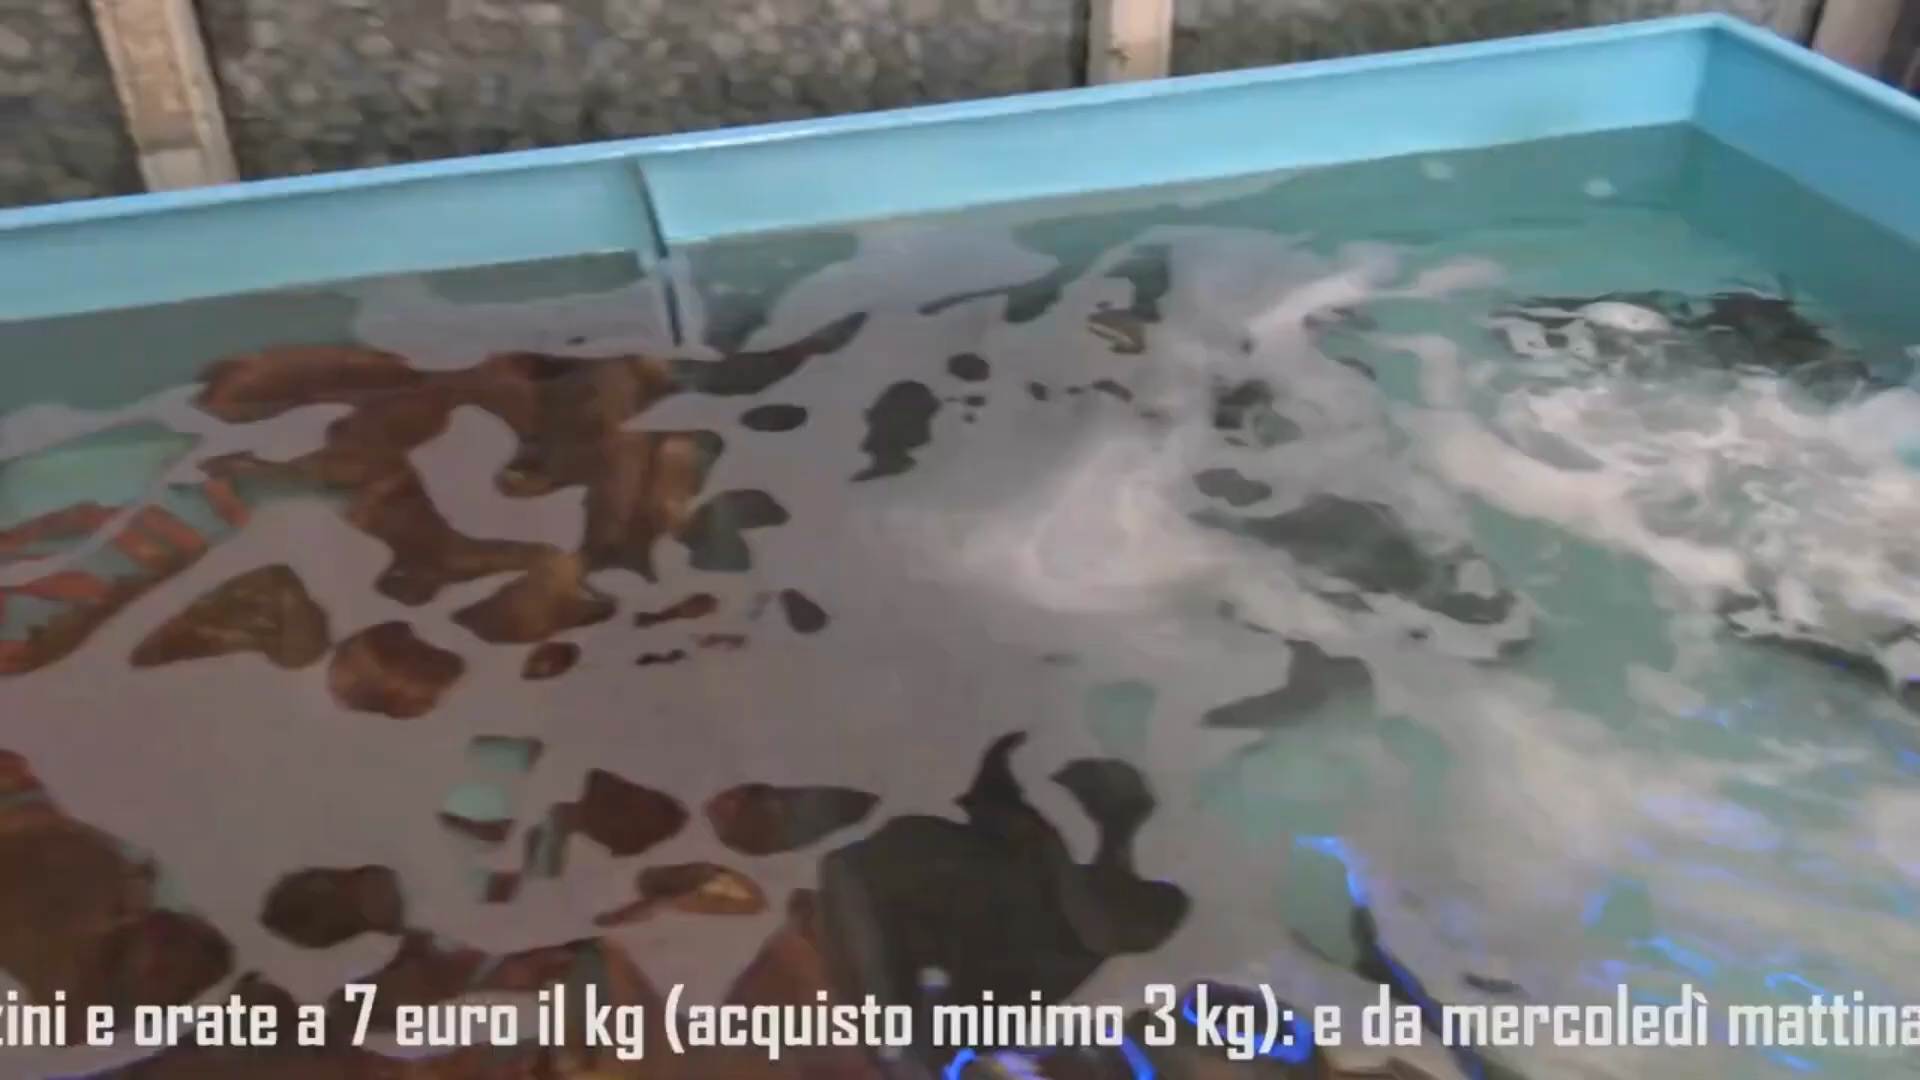 e orate a 7 euro il kg (acquisto minimo 3 kg): e da mercoledì mattina